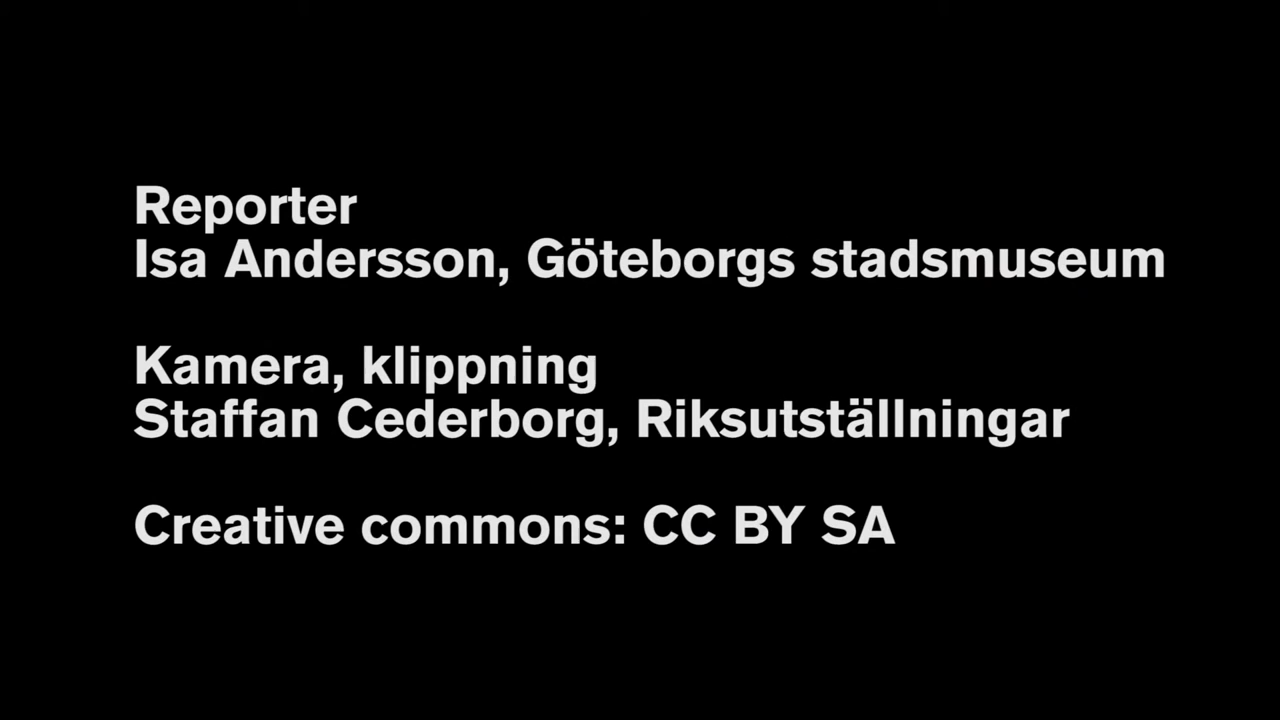 Reporter
Isa Andersson, Göteborgs stadsmuseum
Kamera, klippning
Staffan Cederborg, Riksutställningar
Creative commons: CC BY SA